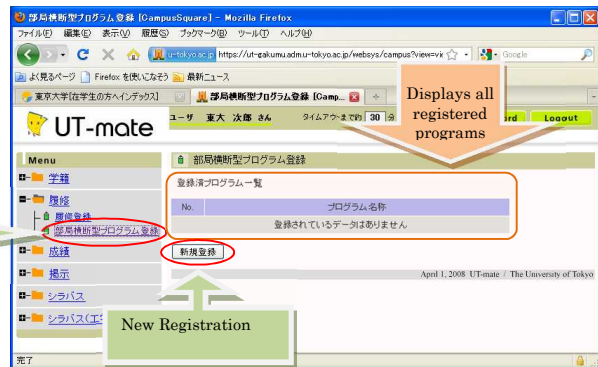 部局横断型プログラム登録 [CampusSquare] - Mozilla Firefox
ファイル(F) 編集(E) 表示(V) 履歴(S) ブックマーク(B) ツール(T) ヘルプ(H)
u-tokyo.ac.jp https://ut-gakumu.adm.u-tokyo.ac.jp/websys/campus?view=vie
Google
よく見るページ Firefox を使いこなそう 最新ニュース
東京大学[在学生の方へインデックス]
部局横断型プログラム登録 [Camp...
Displays all
registered
programs
UT-mate
ユーザ 東大 次郎 さん
タイムアウトまで約 30 分
Logout
Menu
学籍
履修
履修登録
部局横断型プログラム登録
成績
掲示
シラバス
シラバス(工
部局横断型プログラム登録
登録済プログラム一覧
No. プログラム名称
登録されているデータはありません
新規登録
April 1, 2008 UT-mate / The University of Tokyo
New Registration
完了